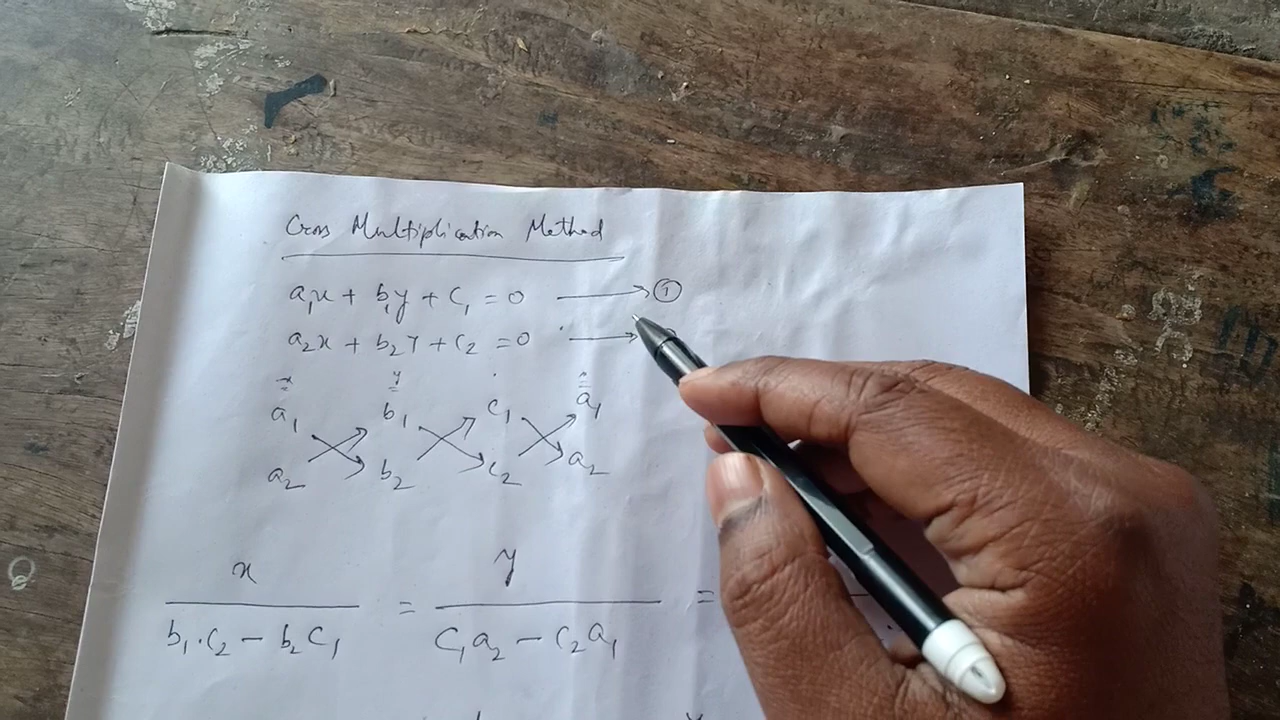 Cross Multiplication Method
a₁x + b₁y + C₁ = 0 ⟶ ①
a₂x + b₂y + C₂ = 0 ⟶
x y x
a₁ b₁ C₁ a₁
a₂ b₂ C₂ a₂
x y
= =
b₁.C₂ - b₂C₁ C₁a₂ - C₂a₁